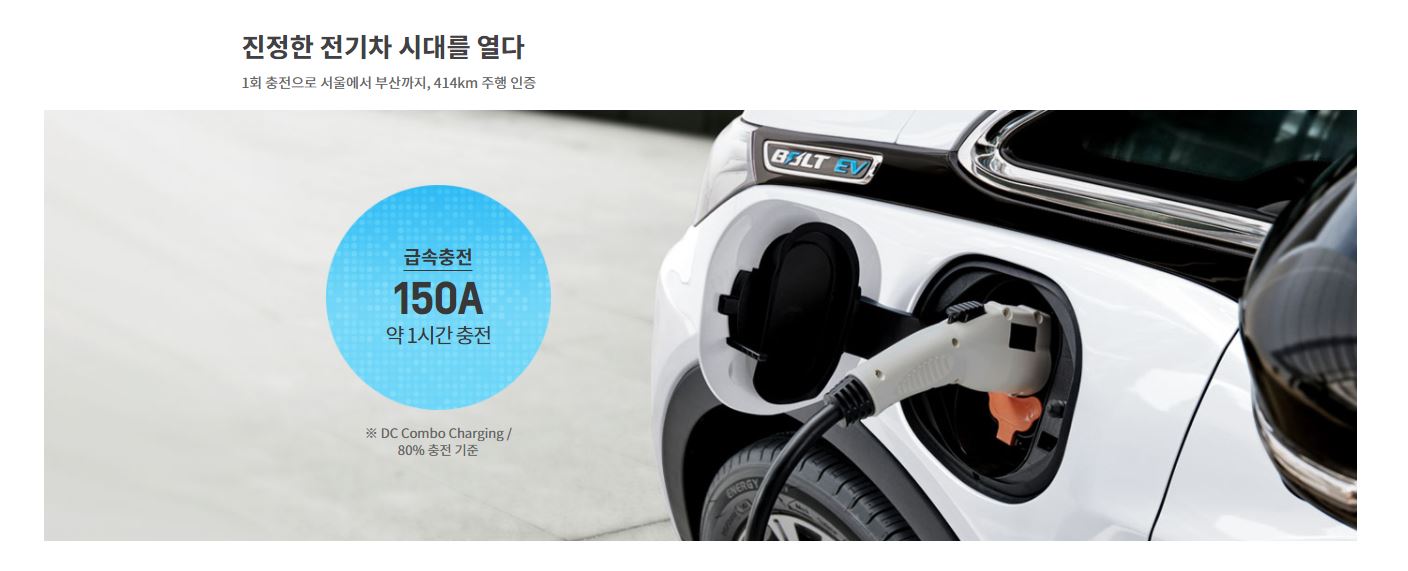 진정한 전기차 시대를 열다
1회 충전으로 서울에서 부산까지, 414km 주행 인증
BOLT EV
급속충전
150A
약 1시간 충전
※ DC Combo Charging /
80% 충전 기준
ENERGY